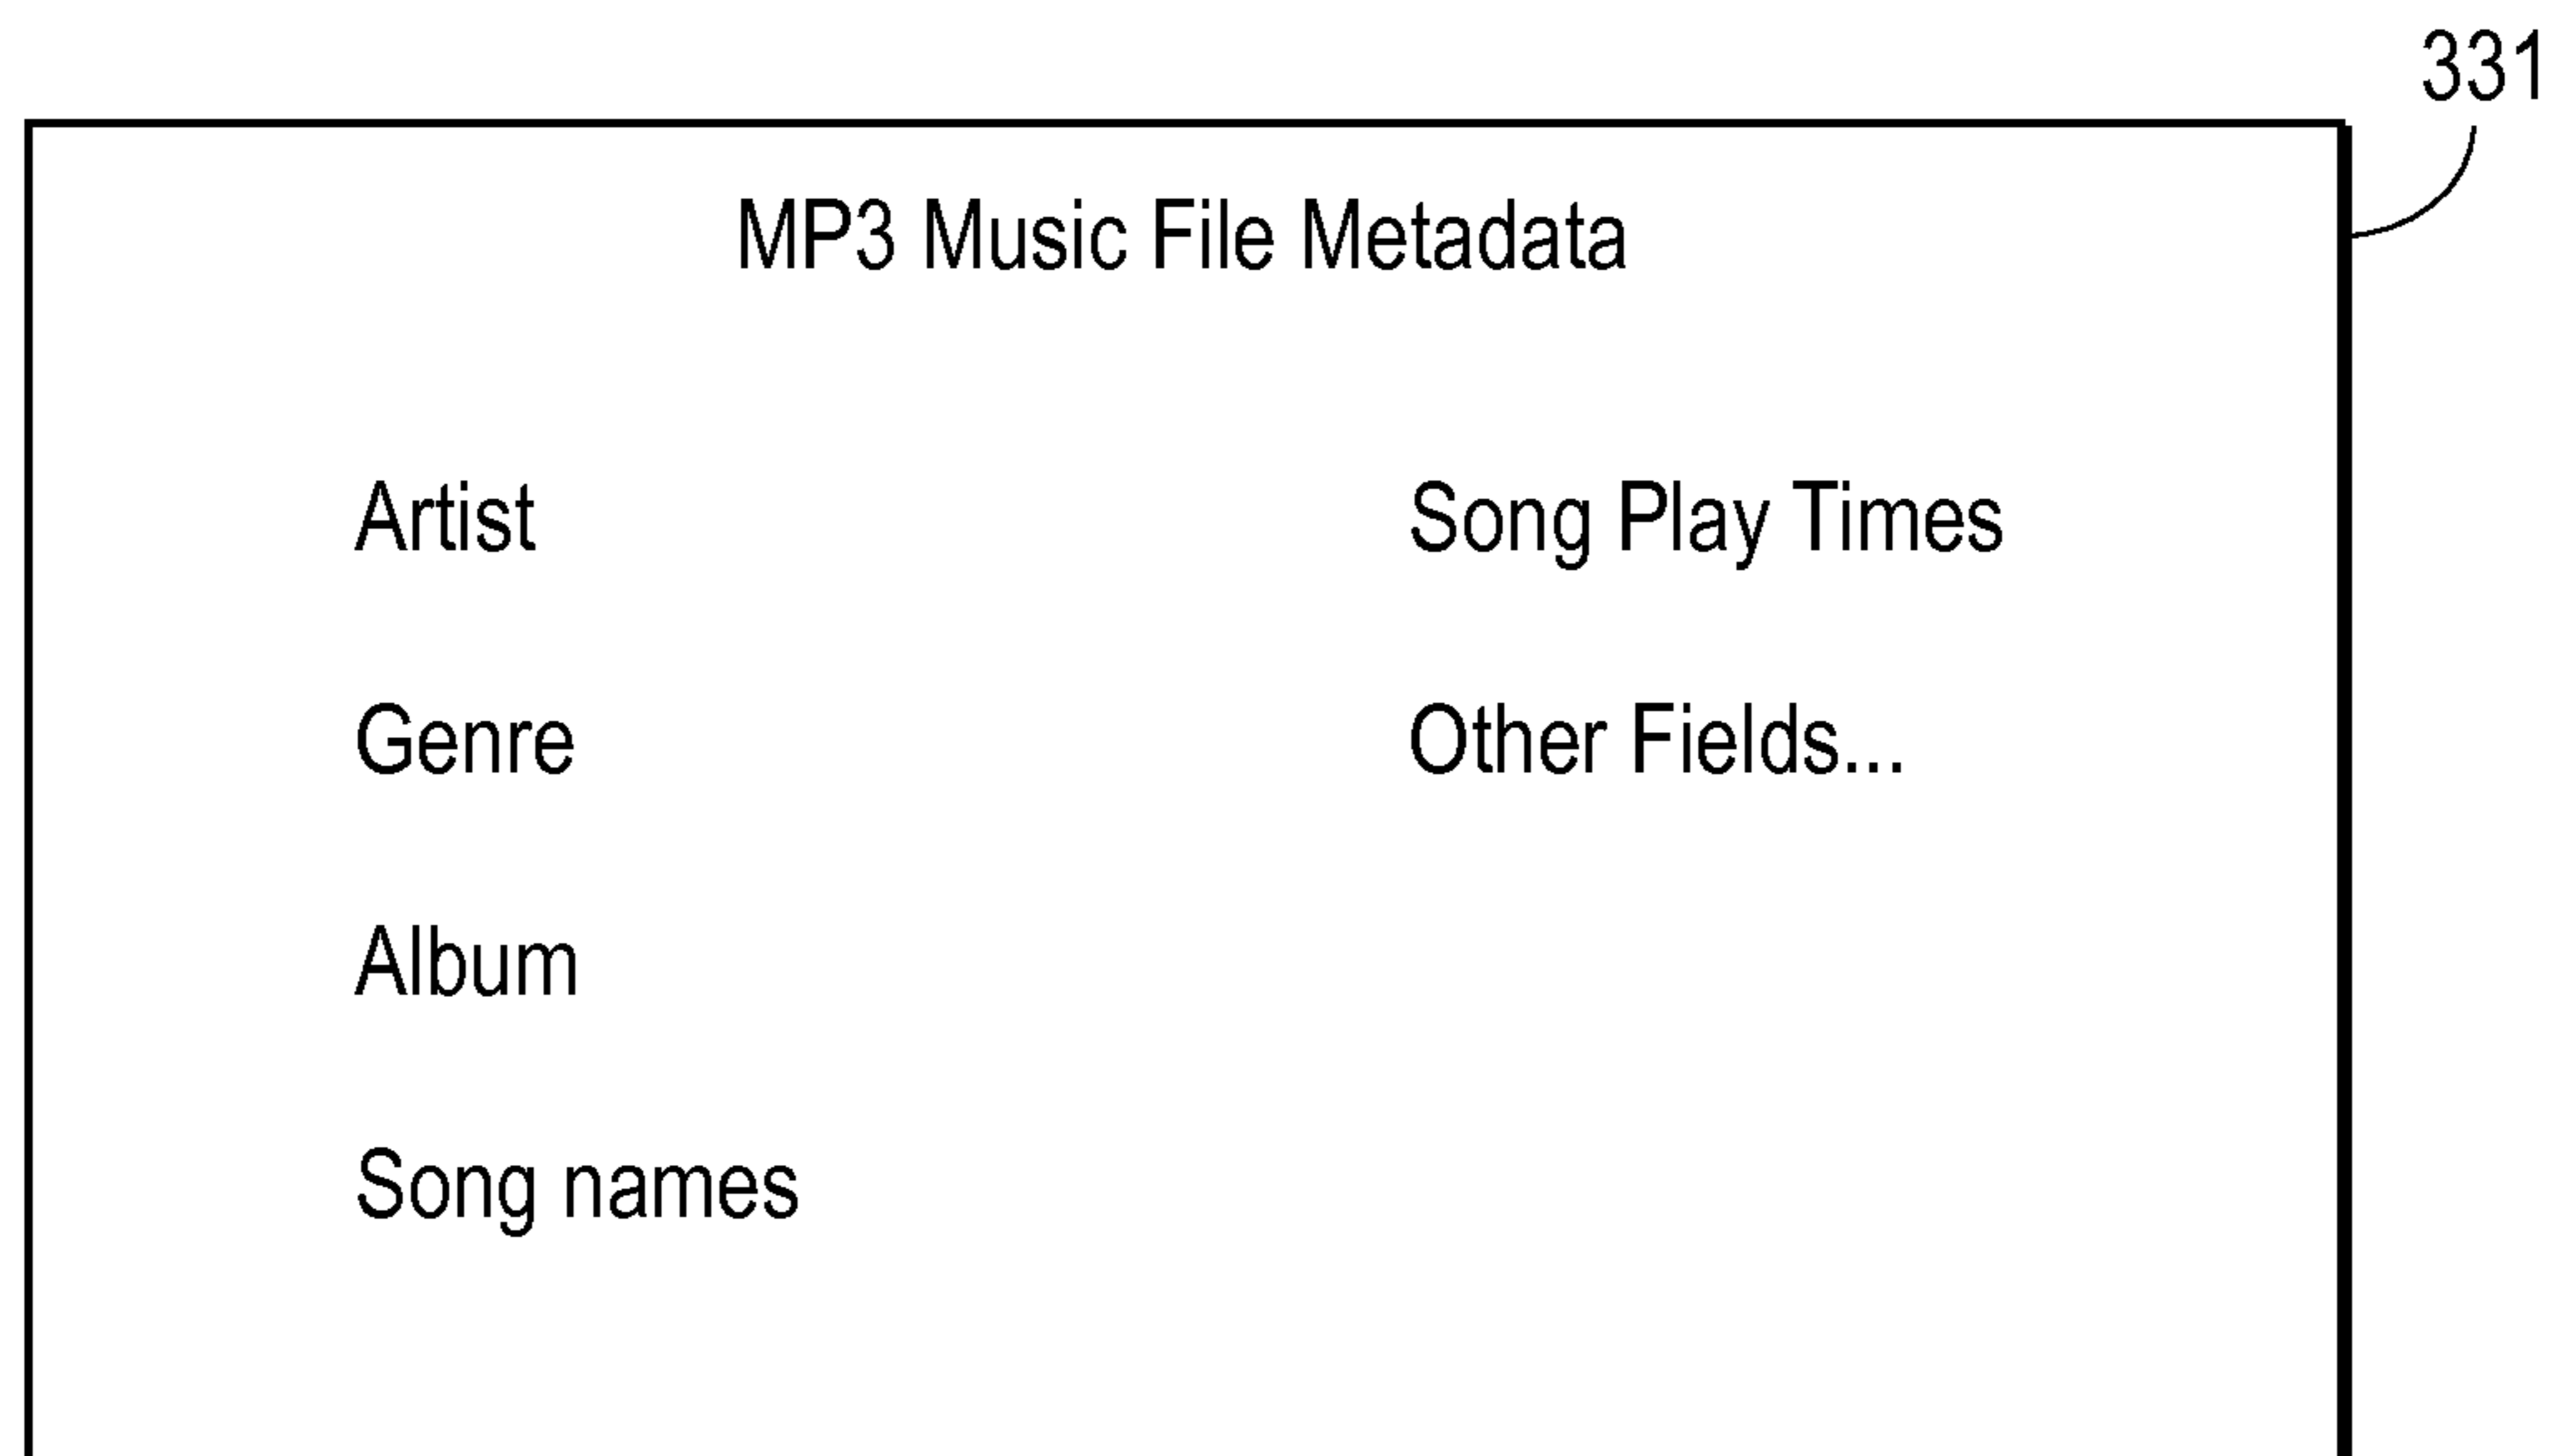 331
MP3 Music File Metadata
Artist
Genre
Album
Song names
Song Play Times
Other Fields...